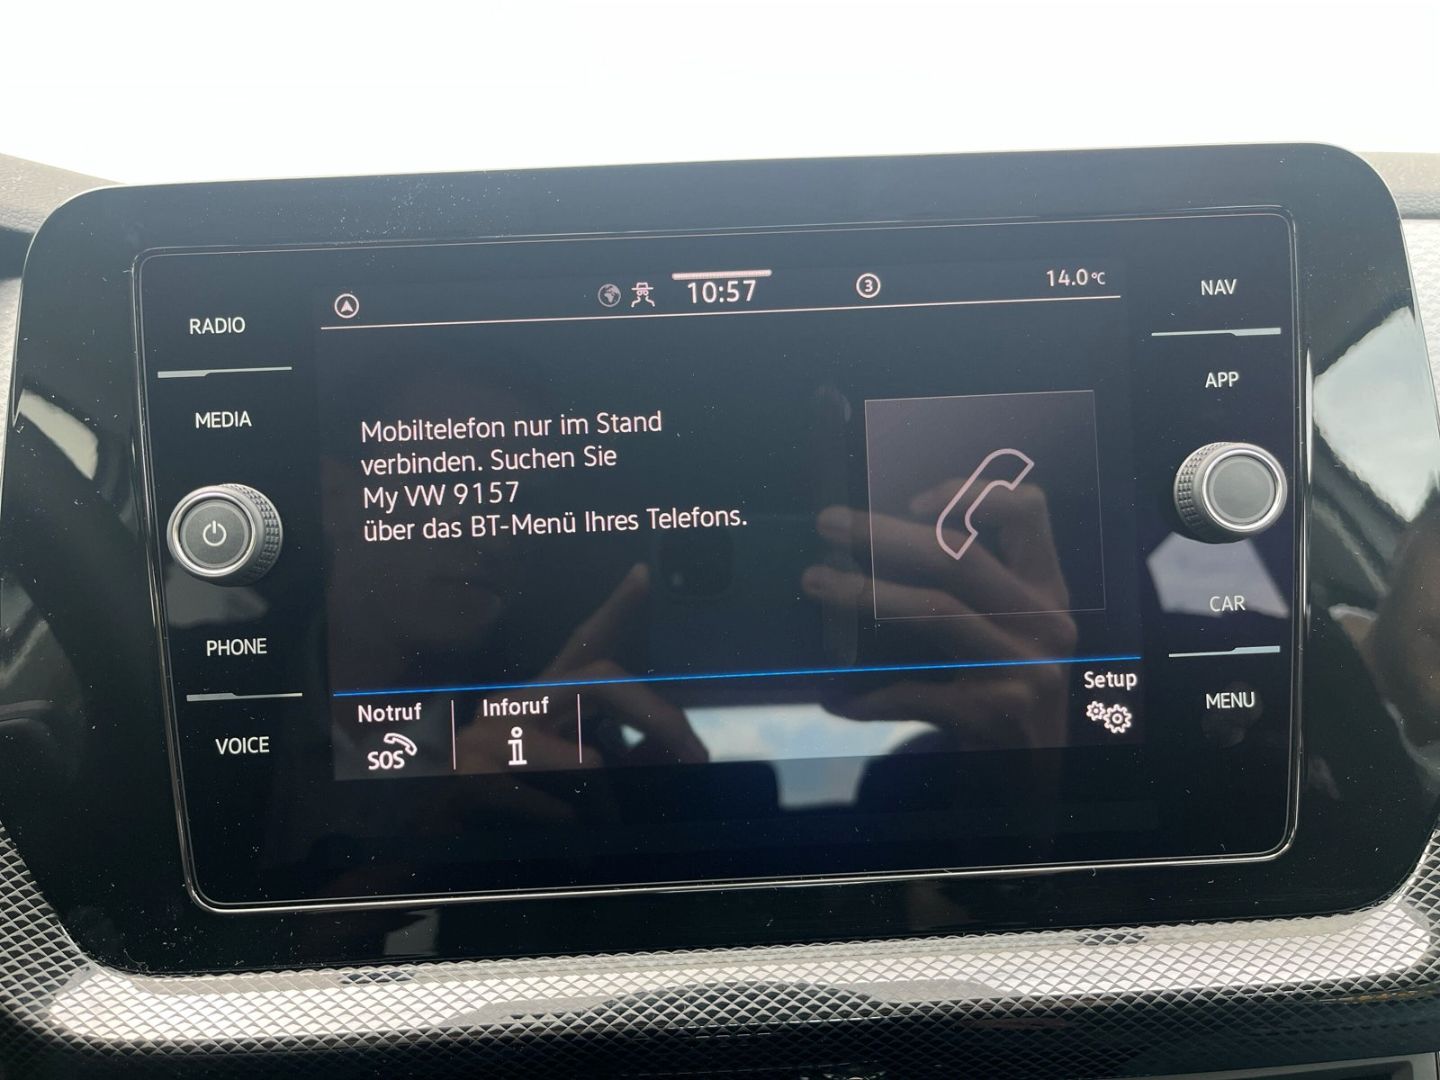 RADIO
MEDIA
PHONE
VOICE
10:57
3
14.0°C
Mobiltelefon nur im Stand
verbinden. Suchen Sie
My VW 9157
über das BT-Menü Ihres Telefons.
Notruf
SOS
Inforuf
i
Setup
NAV
APP
CAR
MENU